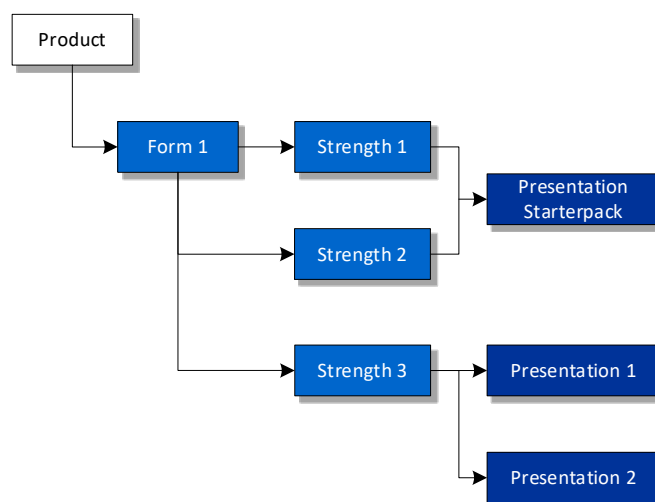 Product
Form 1
Strength 1
Presentation
Starterpack
Strength 2
Strength 3
Presentation 1
Presentation 2